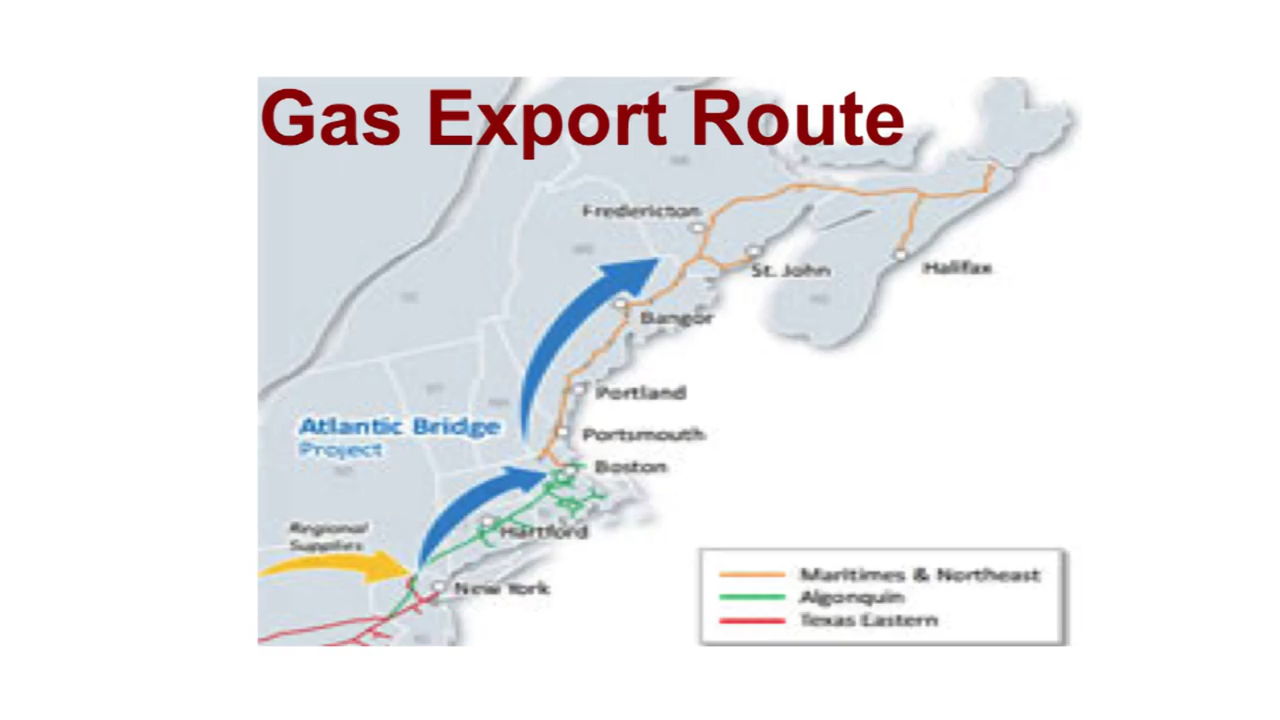 Gas Export Route
Fredericton
St. John
Halifax
Bangor
Portland
Atlantic Bridge
Project
Portsmouth
Boston
Regional
Supplies
Hartford
New York
Maritimes & Northeast
Algonquin
Texas Eastern